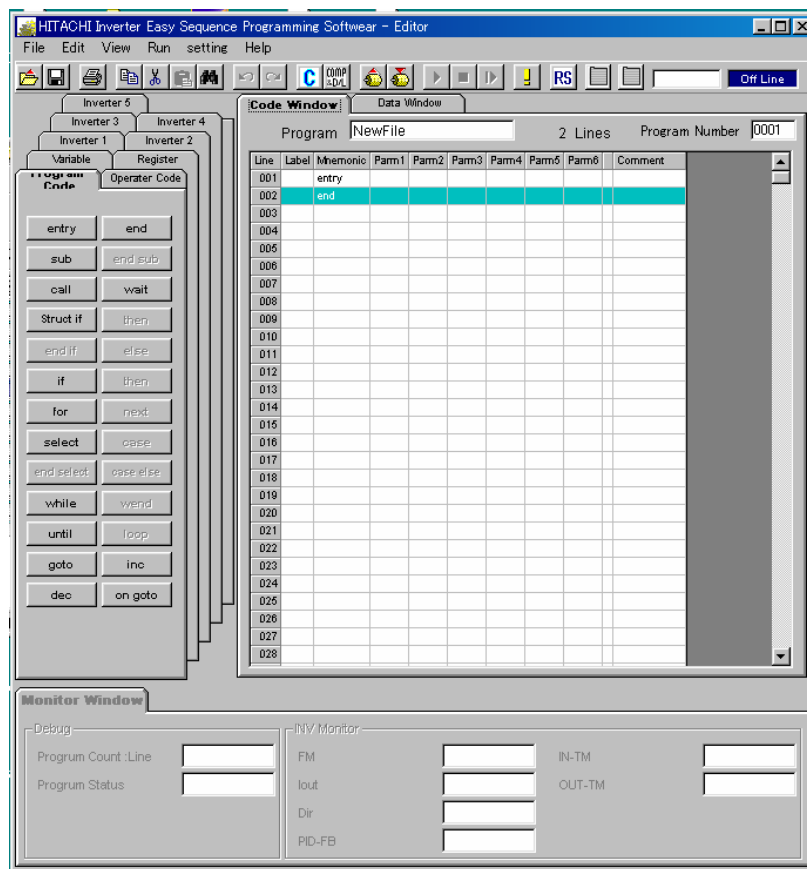 HITACHI Inverter Easy Sequence Programming Softwear - Editor
File Edit View Run setting Help
C COMP &D/L RS Off Line
Inverter 5
Inverter 3 Inverter 4
Inverter 1 Inverter 2
Variable Register
Program Code Operater Code
entry end
sub end sub
call wait
Struct if then
end if else
if then
for next
select case
end select case else
while wend
until loop
goto inc
dec on goto
Code Window Data Window
Program NewFile 2 Lines Program Number 0001
Line Label Mnemonic Parm1 Parm2 Parm3 Parm4 Parm5 Parm6 Comment
001 entry
002 end
003
004
005
006
007
008
009
010
011
012
013
014
015
016
017
018
019
020
021
022
023
024
025
026
027
028
Monitor Window
Debug
Progrum Count :Line
Progrum Status
INV Monitor
FM IN-TM
Iout OUT-TM
Dir
PID-FB